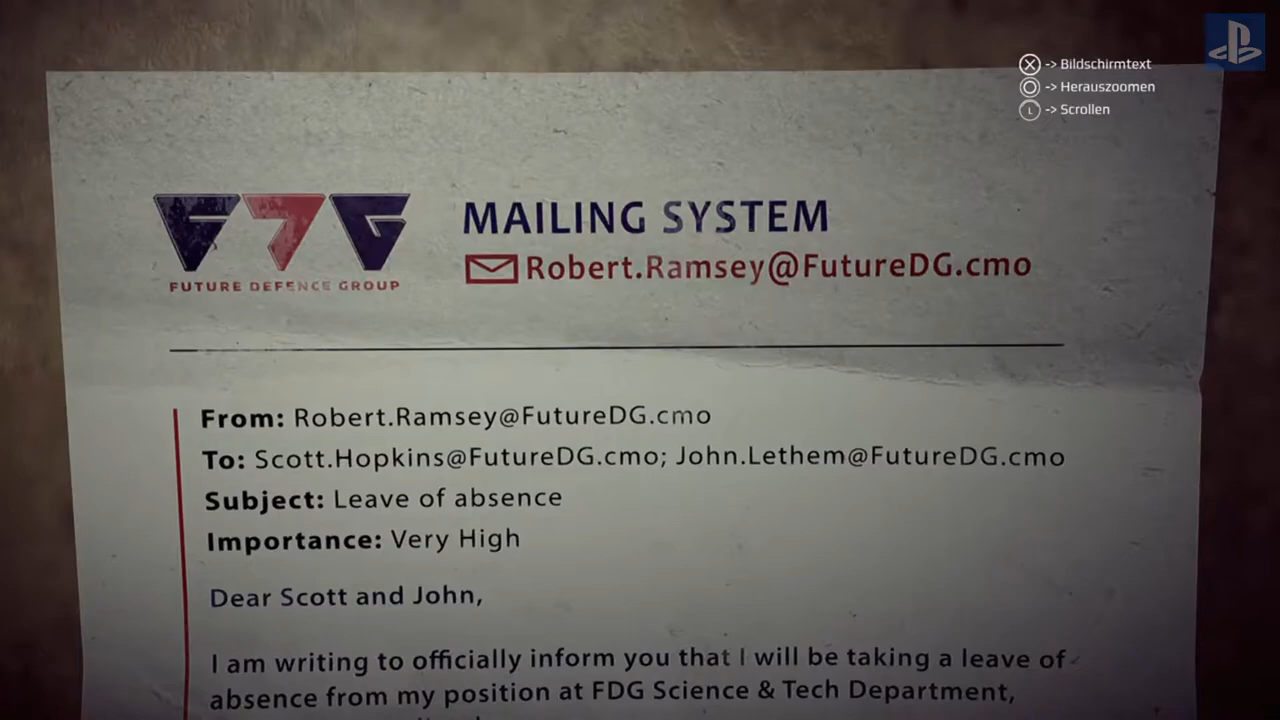 -> Bildschirmtext
-> Herauszoomen
L -> Scrollen
FDG
FUTURE DEFENCE GROUP
MAILING SYSTEM
Robert.Ramsey@FutureDG.cmo
From: Robert.Ramsey@FutureDG.cmo
To: Scott.Hopkins@FutureDG.cmo; John.Lethem@FutureDG.cmo
Subject: Leave of absence
Importance: Very High
Dear Scott and John,
I am writing to officially inform you that I will be taking a leave of
absence from my position at FDG Science & Tech Department,